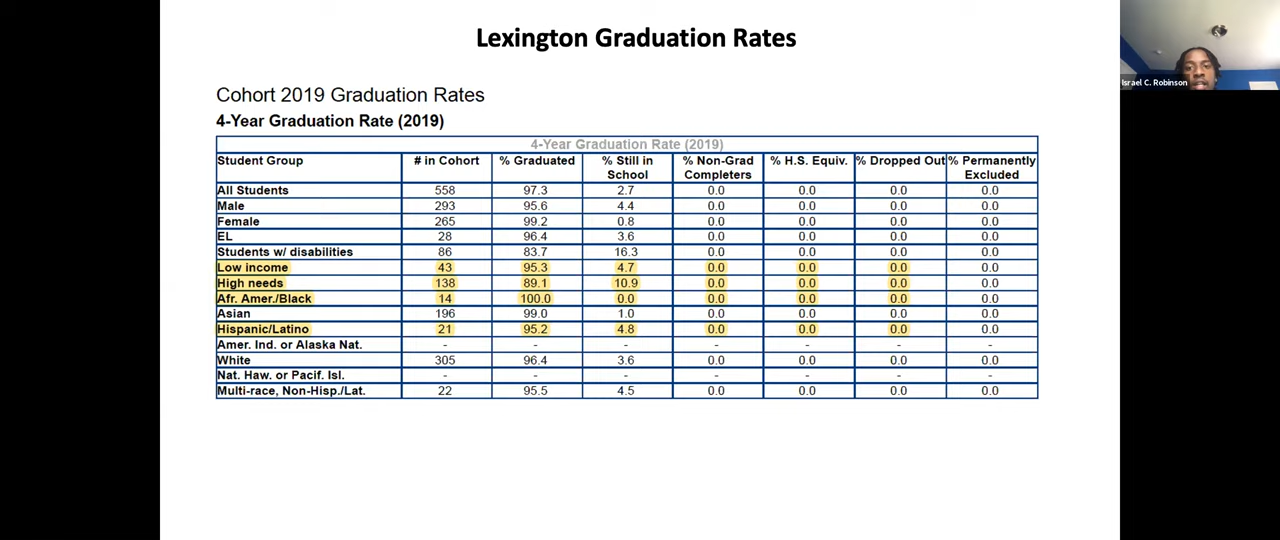 Lexington Graduation Rates
Israel C. Robinson
Cohort 2019 Graduation Rates
4-Year Graduation Rate (2019)
4-Year Graduation Rate (2019)
Student Group # in Cohort % Graduated % Still in School % Non-Grad Completers % H.S. Equiv. % Dropped Out % Permanently Excluded
All Students 558 97.3 2.7 0.0 0.0 0.0 0.0
Male 293 95.6 4.4 0.0 0.0 0.0 0.0
Female 265 99.2 0.8 0.0 0.0 0.0 0.0
EL 28 96.4 3.6 0.0 0.0 0.0 0.0
Students w/ disabilities 86 83.7 16.3 0.0 0.0 0.0 0.0
Low income 43 95.3 4.7 0.0 0.0 0.0 0.0
High needs 138 89.1 10.9 0.0 0.0 0.0 0.0
Afr. Amer./Black 14 100.0 0.0 0.0 0.0 0.0 0.0
Asian 196 99.0 1.0 0.0 0.0 0.0 0.0
Hispanic/Latino 21 95.2 4.8 0.0 0.0 0.0 0.0
Amer. Ind. or Alaska Nat. - - - - - - -
White 305 96.4 3.6 0.0 0.0 0.0 0.0
Nat. Haw. or Pacif. Isl. - - - - - - -
Multi-race, Non-Hisp./Lat. 22 95.5 4.5 0.0 0.0 0.0 0.0